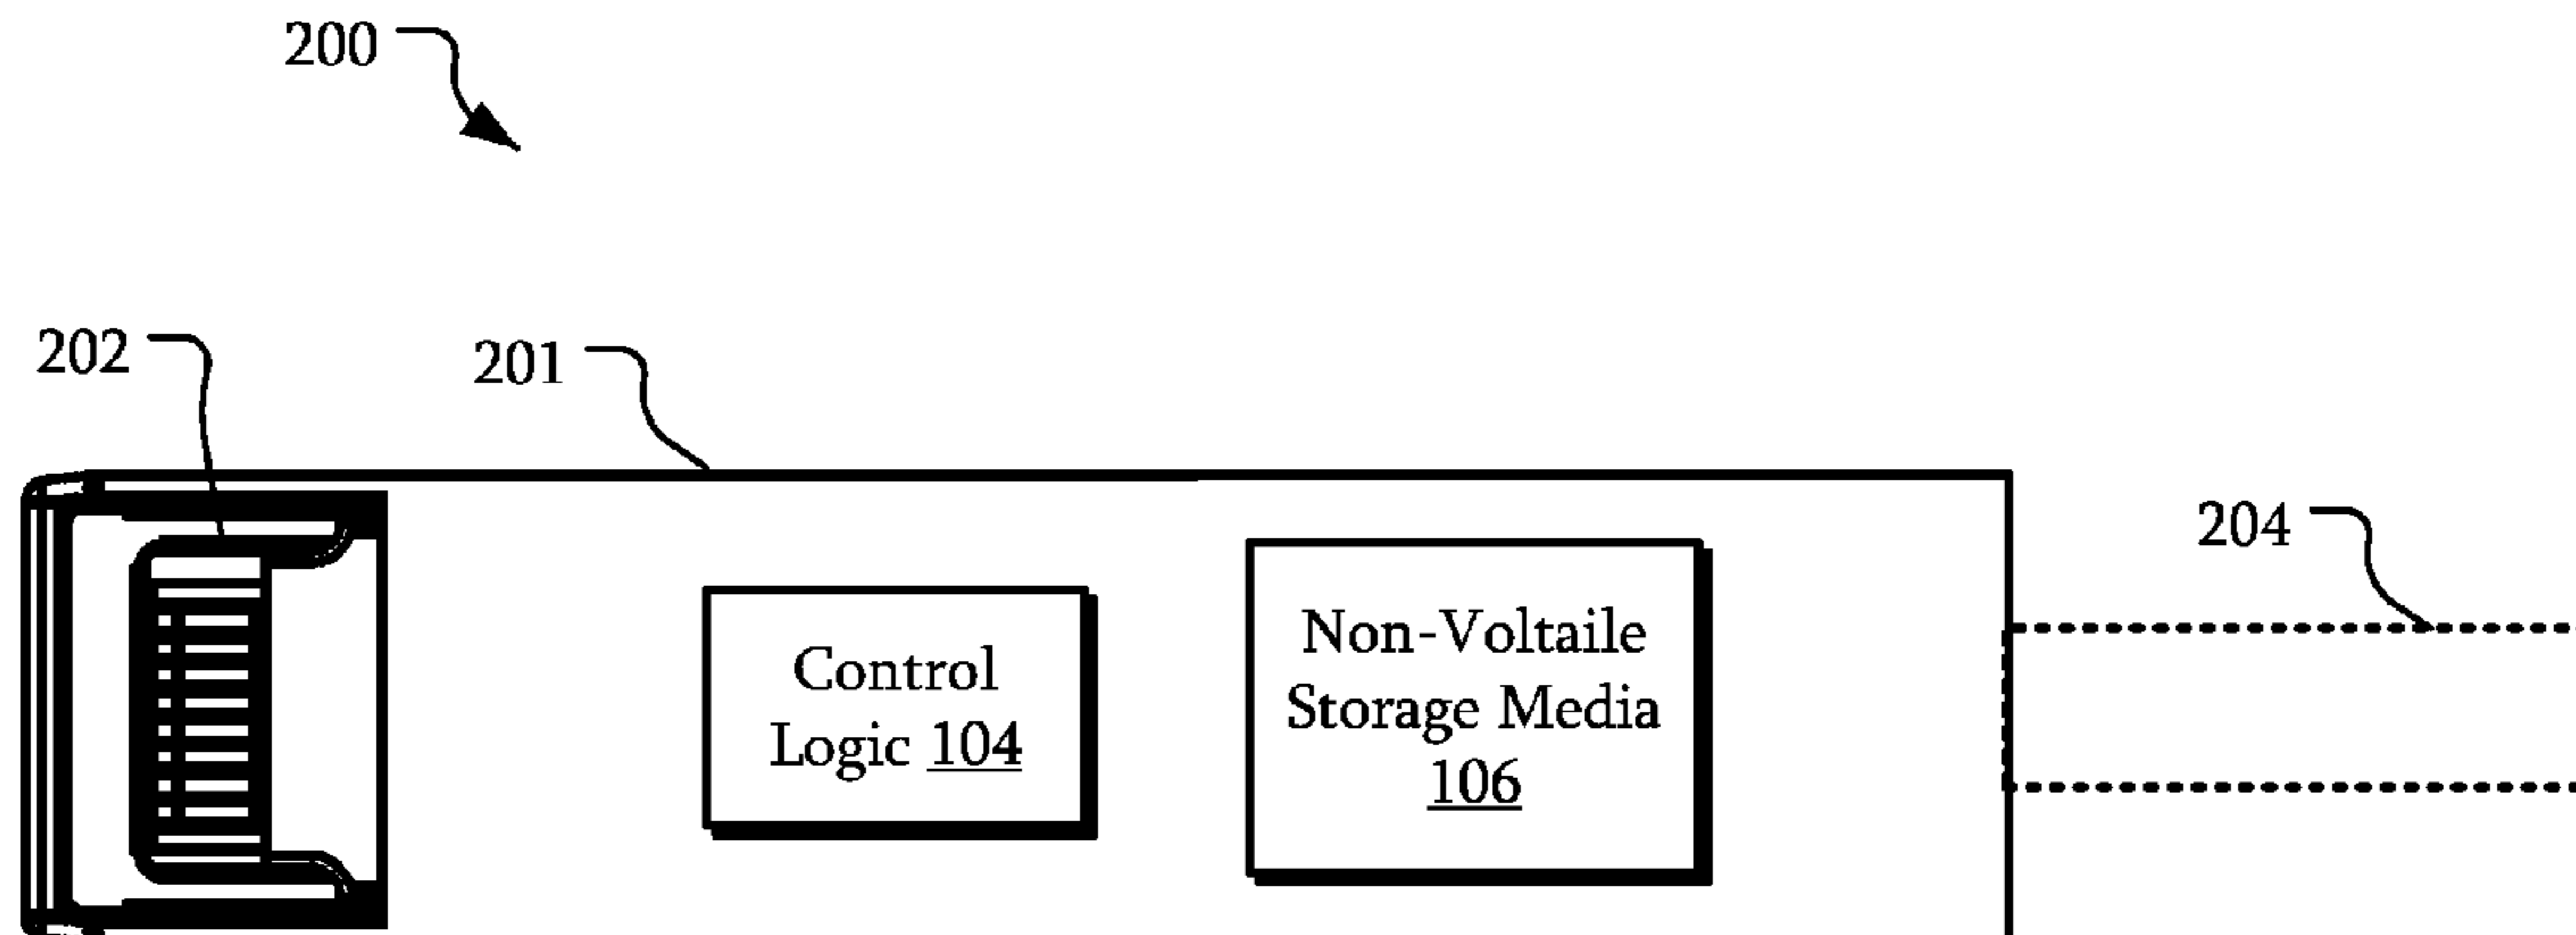 200
202
201
204
Control
Logic 104
Non-Voltaile
Storage Media
106